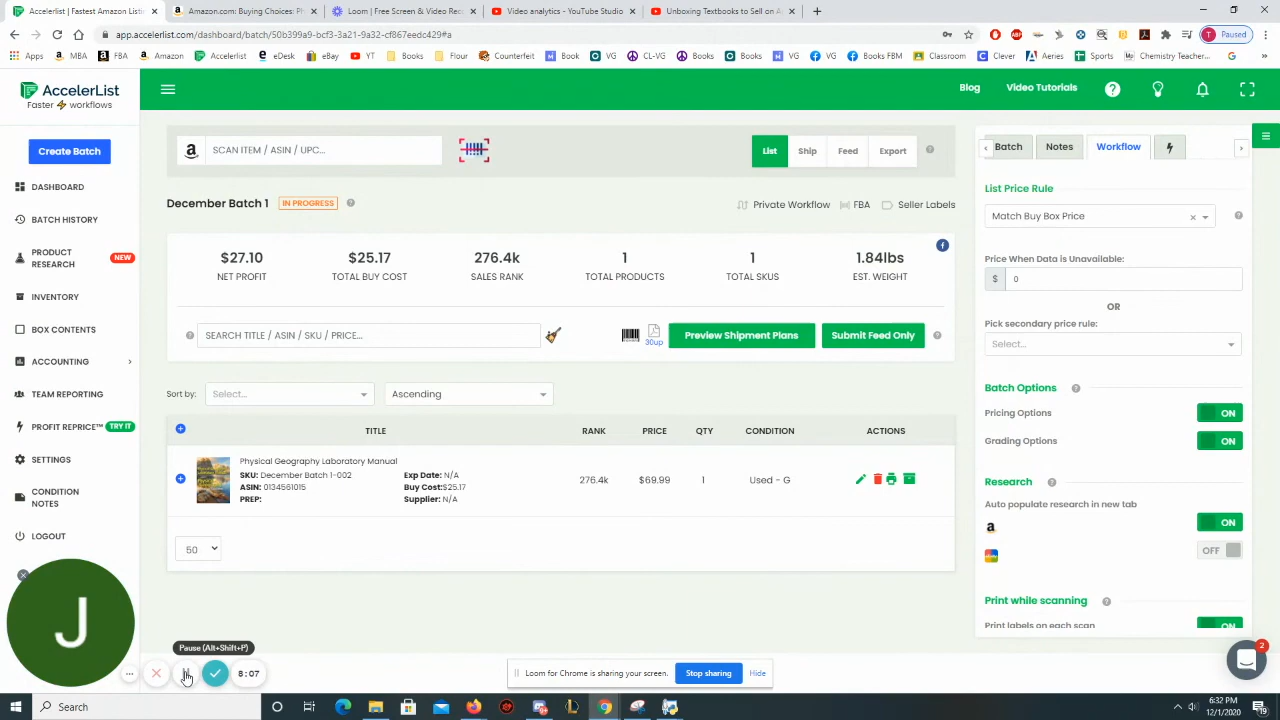 AccelerList | Amazon Listin
Amazon.com: Buying Choices: Ph
Loom | Free Screen & Video Rec
Video analytics - YouTube Studio
Unboxing Textbooks to Sell on A
app.accelerlist.com/dashboard/batch/50b399a9-bcf3-3a21-9a32-cf867eedc429#a
Paused
Apps
MBA
FBA
Amazon
Accelerlist
eBay
YT
Flour
Counterfeit
Book
VG
CL-VG
Books
Books
VG
VG
Books FBM
Classroom
Clever
Aeries
Sports
Chemistry Teacher...
Google
AccelerList
Faster workflows
Blog
Video Tutorials
Create Batch
DASHBOARD
BATCH HISTORY
PRODUCT RESEARCH
NEW
INVENTORY
BOX CONTENTS
ACCOUNTING
TEAM REPORTING
PROFIT REPRICE™
TRY IT
SETTINGS
CONDITION NOTES
LOGOUT
SCAN ITEM / ASIN / UPC...
List
Ship
Feed
Export
December Batch 1
IN PROGRESS
Private Workflow
FBA
Seller Labels
$27.10
$25.17
276.4k
1
1
1.84lbs
NET PROFIT
TOTAL BUY COST
SALES RANK
TOTAL PRODUCTS
TOTAL SKUS
EST. WEIGHT
SEARCH TITLE / ASIN / SKU / PRICE...
30up
Preview Shipment Plans
Submit Feed Only
Sort by:
Select...
Ascending
TITLE
RANK
PRICE
QTY
CONDITION
ACTIONS
Physical Geography Laboratory Manual
SKU: December Batch 1-002
Exp Date: N/A
ASIN: 0134561015
Buy Cost:$25.17
PREP:
Supplier: N/A
276.4k
$69.99
1
Used - G
50
Batch
Notes
Workflow
List Price Rule
Match Buy Box Price
Price When Data is Unavailable:
$
0
OR
Pick secondary price rule:
Select...
Batch Options
Pricing Options
ON
Grading Options
ON
Research
Auto populate research in new tab
ON
OFF
Print while scanning
Print labels on each scan
ON
J
Pause (Alt+Shift+P)
8:07
Loom for Chrome is sharing your screen.
Stop sharing
Hide
2
Search
6:32 PM
12/1/2020
19